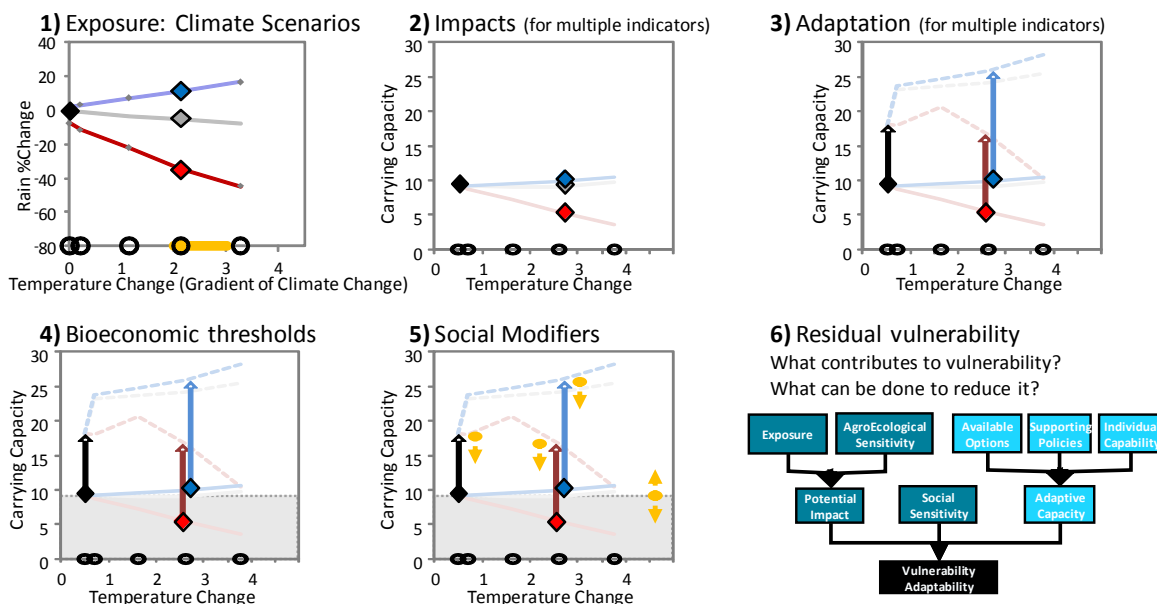 1) Exposure: Climate Scenarios
40
20
0
-20
-40
-60
-80
Rain %Change
0 1 2 3 4
Temperature Change (Gradient of Climate Change)
2) Impacts (for multiple indicators)
30
25
20
15
10
5
0
Carrying Capacity
0 1 2 3 4
Temperature Change
3) Adaptation (for multiple indicators)
30
25
20
15
10
5
0
Carrying Capacity
0 1 2 3 4
Temperature Change
4) Bioeconomic thresholds
30
25
20
15
10
5
0
Carrying Capacity
0 1 2 3 4 5
Temperature Change
5) Social Modifiers
30
25
20
15
10
5
0
Carrying Capacity
0 1 2 3 4 5
Temperature Change
6) Residual vulnerability
What contributes to vulnerability?
What can be done to reduce it?
Exposure
AgroEcological
Sensitivity
Available
Options
Supporting
Policies
Individual
Capability
Potential
Impact
Social
Sensitivity
Adaptive
Capacity
Vulnerability
Adaptability